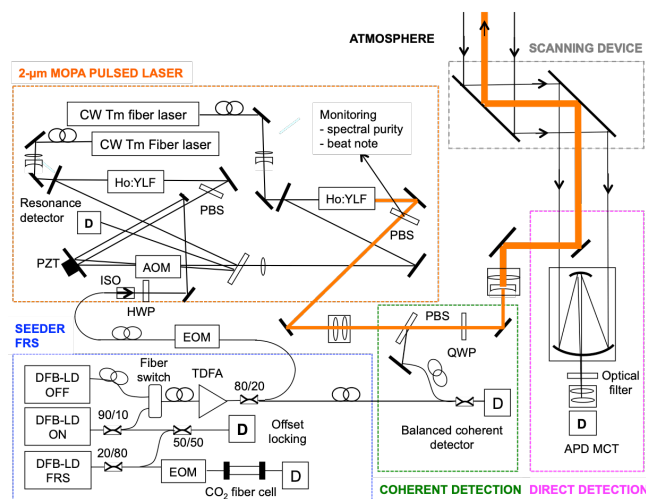 ATMOSPHERE
SCANNING DEVICE
2-µm MOPA PULSED LASER
CW Tm fiber laser
CW Tm Fiber laser
Monitoring
- spectral purity
- beat note
Ho:YLF
PBS
Ho:YLF
PBS
Resonance
detector
D
PZT
AOM
ISO
HWP
SEEDER
FRS
EOM
PBS
QWP
Fiber
switch
TDFA
80/20
DFB-LD
OFF
DFB-LD
ON
90/10
50/50
D
Offset
locking
DFB-LD
FRS
20/80
EOM
CO2 fiber cell
D
D
Balanced coherent
detector
Optical
filter
D
APD MCT
COHERENT DETECTION
DIRECT DETECTION